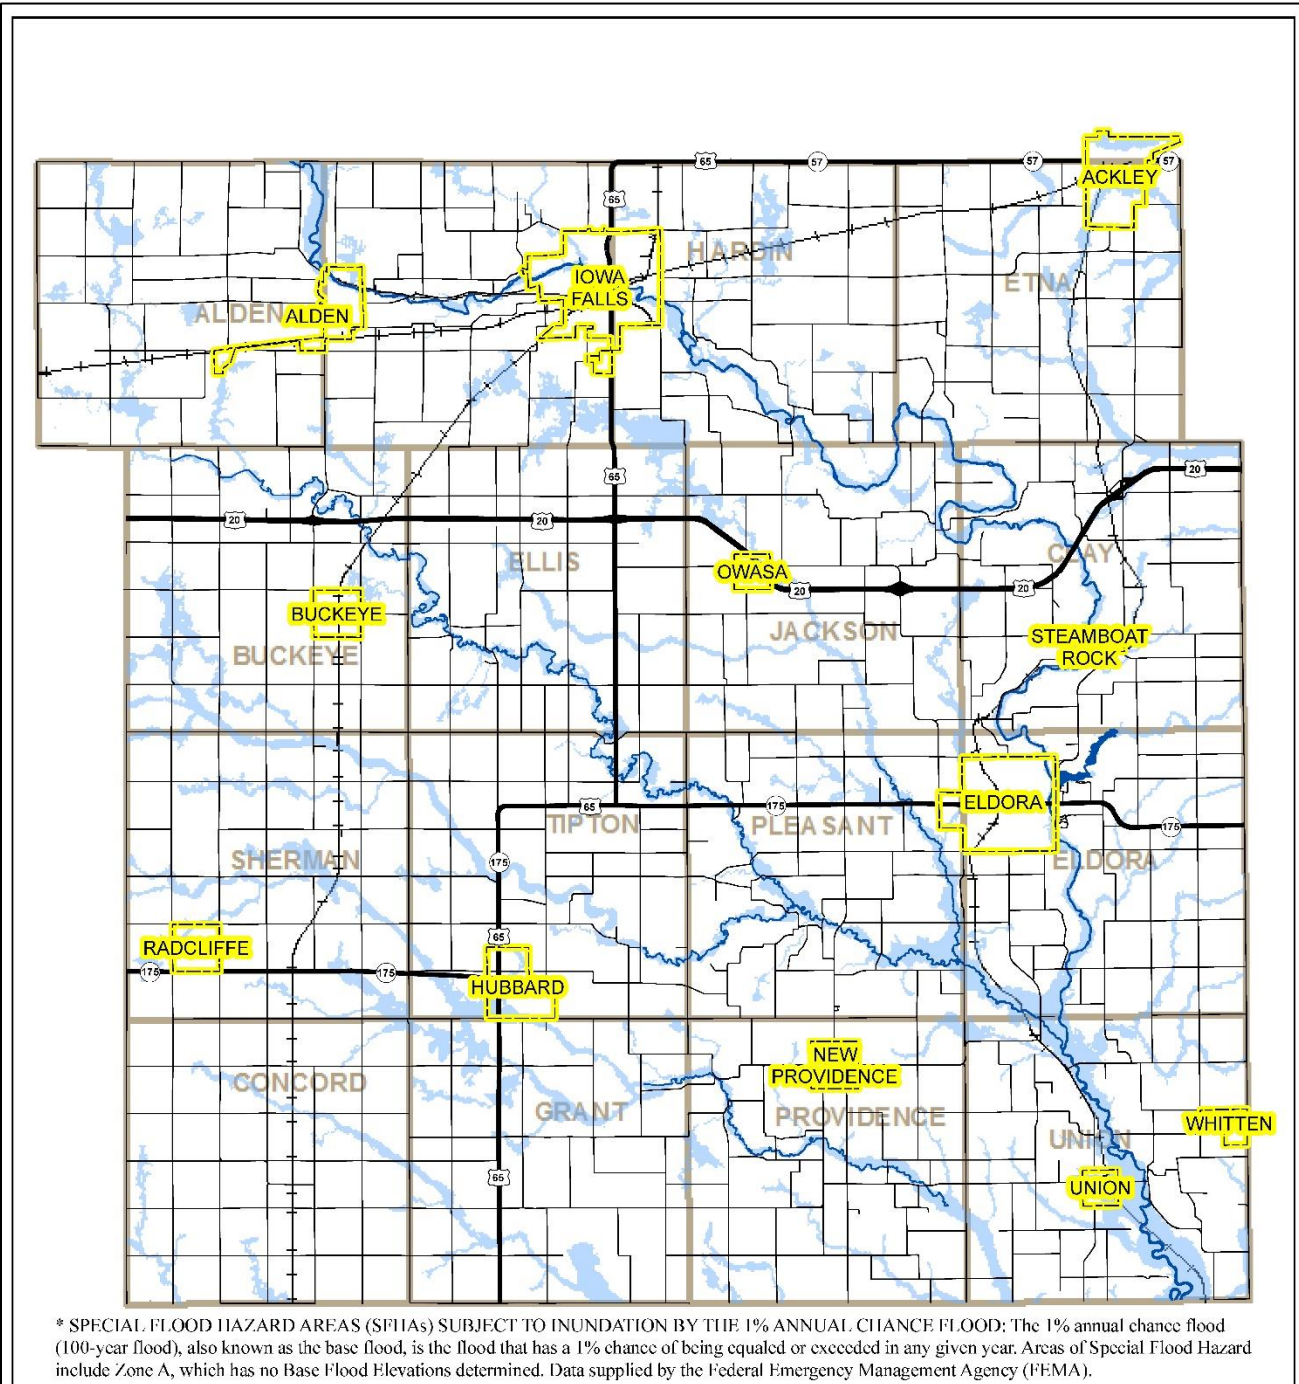 65
57
57
57
ACKLEY
65
HARDIN
IOWA
FALLS
ETNA
ALDEN
ALDEN
65
20
20
20
ELLIS
CLAY
OWASA
20
20
BUCKEYE
JACKSON
STEAMBOAT
ROCK
BUCKEYE
65
175
ELDORA
TIPTON
PLEASANT
175
SHERMAN
175
ELDORA
65
RADCLIFFE
175
175
HUBBARD
NEW
PROVIDENCE
CONCORD
GRANT
PROVIDENCE
WHITTEN
UNION
65
UNION
* SPECIAL FLOOD HAZARD AREAS (SFHAs) SUBJECT TO INUNDATION BY THE 1% ANNUAL CHANCE FLOOD: The 1% annual chance flood
(100-year flood), also known as the base flood, is the flood that has a 1% chance of being equaled or exceeded in any given year. Areas of Special Flood Hazard
include Zone A, which has no Base Flood Elevations determined. Data supplied by the Federal Emergency Management Agency (FEMA).